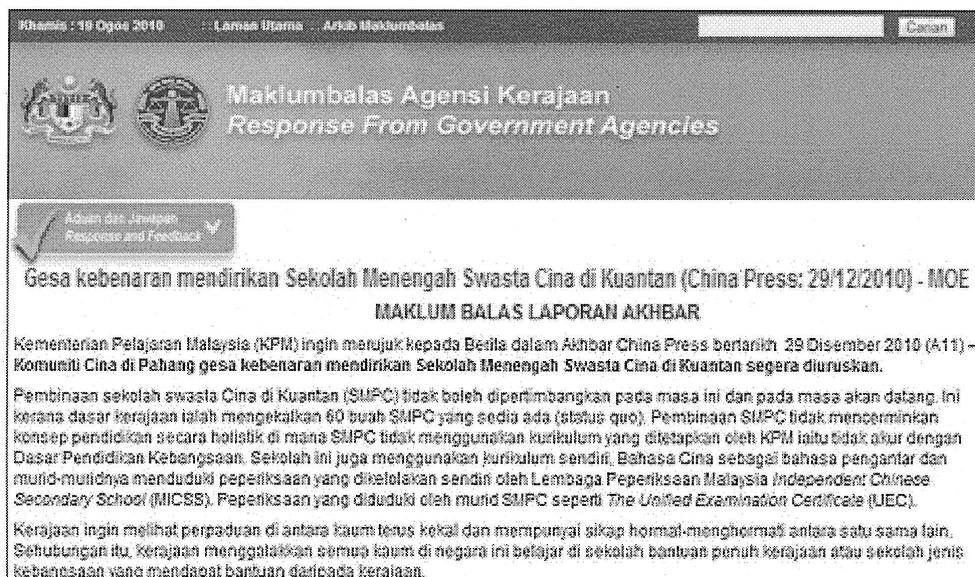 Khamis : 19 Ogos 2010 :: Laman Utama :: Arkib Maklumbalas Carian
Maklumbalas Agensi Kerajaan
Response From Government Agencies
Aduan dan Jawapan
Response and Feedback
Gesa kebenaran mendirikan Sekolah Menengah Swasta Cina di Kuantan (China Press: 29/12/2010) - MOE
MAKLUM BALAS LAPORAN AKHBAR
Kementerian Pelajaran Malaysia (KPM) ingin merujuk kepada Berita dalam Akhbar China Press bertarikh 29 Disember 2010 (A11) –
Komuniti Cina di Pahang gesa kebenaran mendirikan Sekolah Menengah Swasta Cina di Kuantan segera diuruskan.
Pembinaan sekolah swasta Cina di Kuantan (SMPC) tidak boleh dipertimbangkan pada masa ini dan pada masa akan datang. Ini
kerana dasar kerajaan ialah mengekalkan 60 buah SMPC yang sedia ada (status quo). Pembinaan SMPC tidak mencerminkan
konsep pendidikan secara holistik di mana SMPC tidak menggunakan kurikulum yang ditetapkan oleh KPM iaitu tidak akur dengan
Dasar Pendidikan Kebangsaan. Sekolah ini juga menggunakan kurikulum sendiri, Bahasa Cina sebagai bahasa pengantar dan
murid-muridnya menduduki peperiksaan yang dikelolakan sendiri oleh Lembaga Peperiksaan Malaysia Independent Chinese
Secondary School (MICSS). Peperiksaan yang diduduki oleh murid SMPC seperti The Unified Examination Certificate (UEC).
Kerajaan ingin melihat perpaduan di antara kaum terus kekal dan mempunyai sikap hormat-menghormati antara satu sama lain.
Sehubungan itu, kerajaan menggalakkan semua kaum di negara ini belajar di sekolah bantuan penuh kerajaan atau sekolah jenis
kebangsaan yang mendapat bantuan daripada kerajaan.